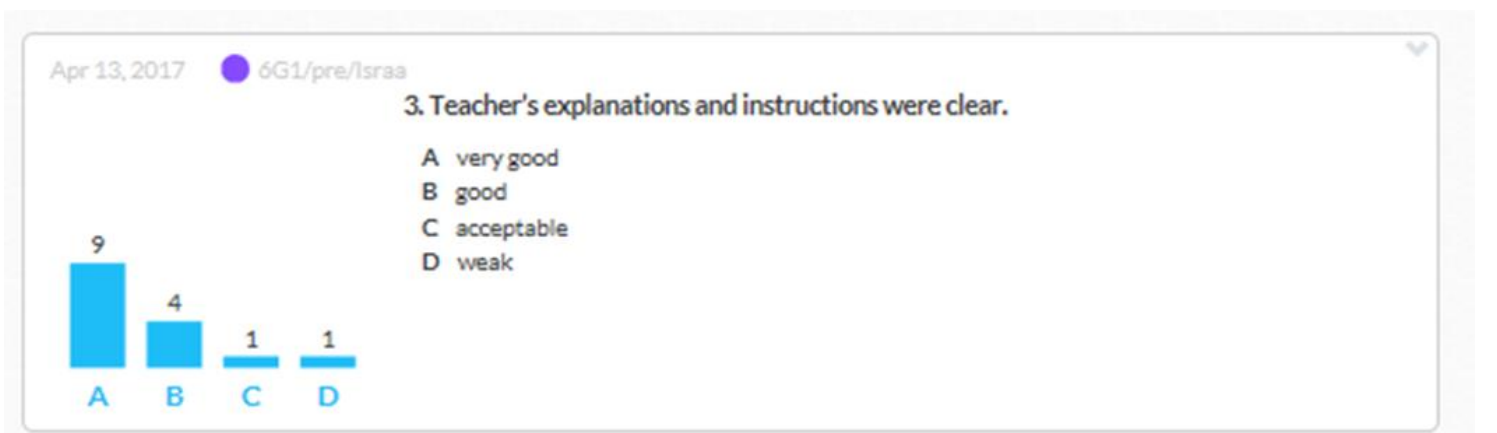 Apr 13, 2017 6G1/pre/Israa
3. Teacher's explanations and instructions were clear.
A very good
B good
C acceptable
D weak
9
4
1 1
A B C D